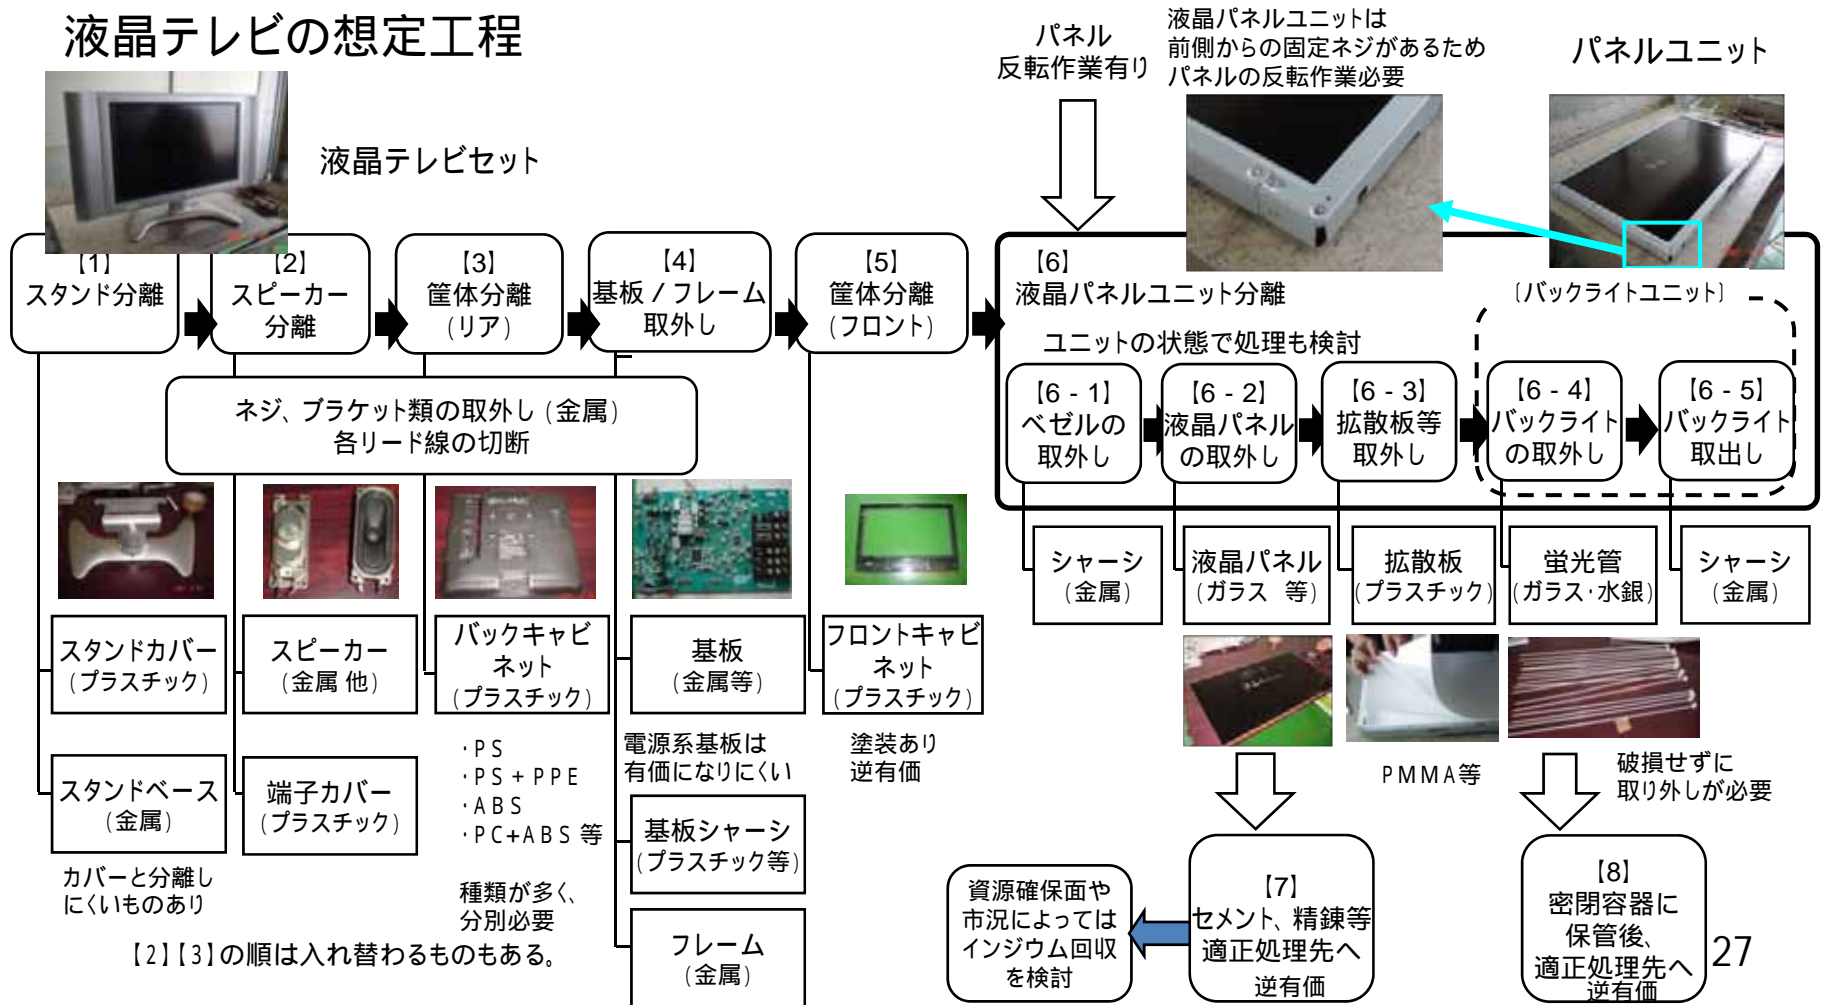 液晶テレビの想定工程
液晶テレビセット
パネル
反転作業有り
液晶パネルユニットは
前側からの固定ネジがあるため
パネルの反転作業必要
パネルユニット
【1】
スタンド分離
【2】
スピーカー
分離
【3】
筐体分離
(リア)
【4】
基板/フレーム
取外し
【5】
筐体分離
(フロント)
【6】
液晶パネルユニット分離
〔バックライトユニット〕
ユニットの状態で処理も検討
【6-1】
ベゼルの
取外し
【6-2】
液晶パネル
の取外し
【6-3】
拡散板等
取外し
【6-4】
バックライト
の取外し
【6-5】
バックライト
取出し
ネジ、ブラケット類の取外し(金属)
各リード線の切断
シャーシ
(金属)
液晶パネル
(ガラス 等)
拡散板
(プラスチック)
蛍光管
(ガラス・水銀)
シャーシ
(金属)
スタンドカバー
(プラスチック)
スピーカー
(金属 他)
バックキャビ
ネット
(プラスチック)
基板
(金属等)
フロントキャビ
ネット
(プラスチック)
スタンドベース
(金属)
カバーと分離し
にくいものあり
端子カバー
(プラスチック)
・PS
・PS+PPE
・ABS
・PC+ABS 等
種類が多く、
分別必要
電源系基板は
有価になりにくい
基板シャーシ
(プラスチック等)
フレーム
(金属)
塗装あり
逆有価
PMMA等
破損せずに
取り外しが必要
【2】【3】の順は入れ替わるものもある。
資源確保面や
市況によっては
インジウム回収
を検討
【7】
セメント、精錬等
適正処理先へ
逆有価
【8】
密閉容器に
保管後、
適正処理先へ
逆有価
27